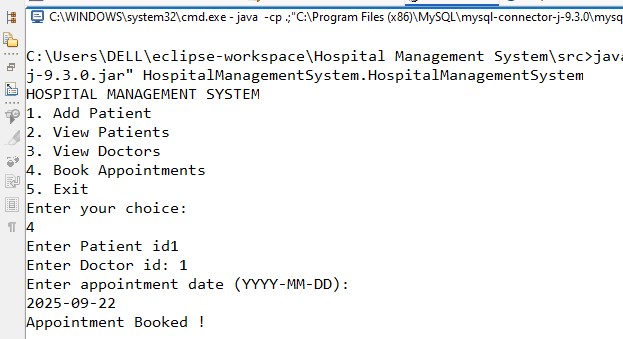 C:\WINDOWS\system32\cmd.exe - java -cp .;"C:\Program Files (x86)\MySQL\mysql-connector-j-9.3.0\mysq
C:\Users\DELL\eclipse-workspace\Hospital Management System\src>java
j-9.3.0.jar" HospitalManagementSystem.HospitalManagementSystem
HOSPITAL MANAGEMENT SYSTEM
1. Add Patient
2. View Patients
3. View Doctors
4. Book Appointments
5. Exit
Enter your choice:
4
Enter Patient id1
Enter Doctor id: 1
Enter appointment date (YYYY-MM-DD):
2025-09-22
Appointment Booked !